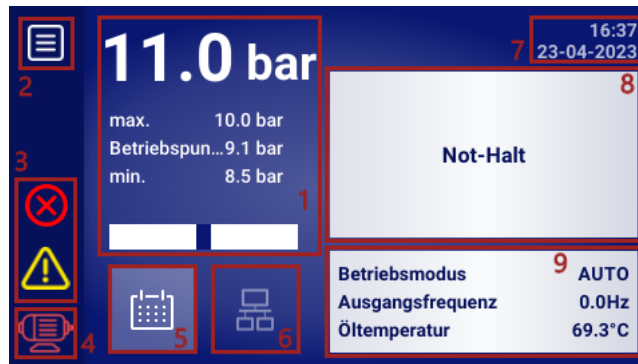 2
3
4
11.0 bar
max. 10.0 bar
Betriebspun...9.1 bar
min. 8.5 bar
1
5
6
7
16:37
23-04-2023
8
Not-Halt
9
Betriebsmodus AUTO
Ausgangsfrequenz 0.0Hz
Öltemperatur 69.3°C